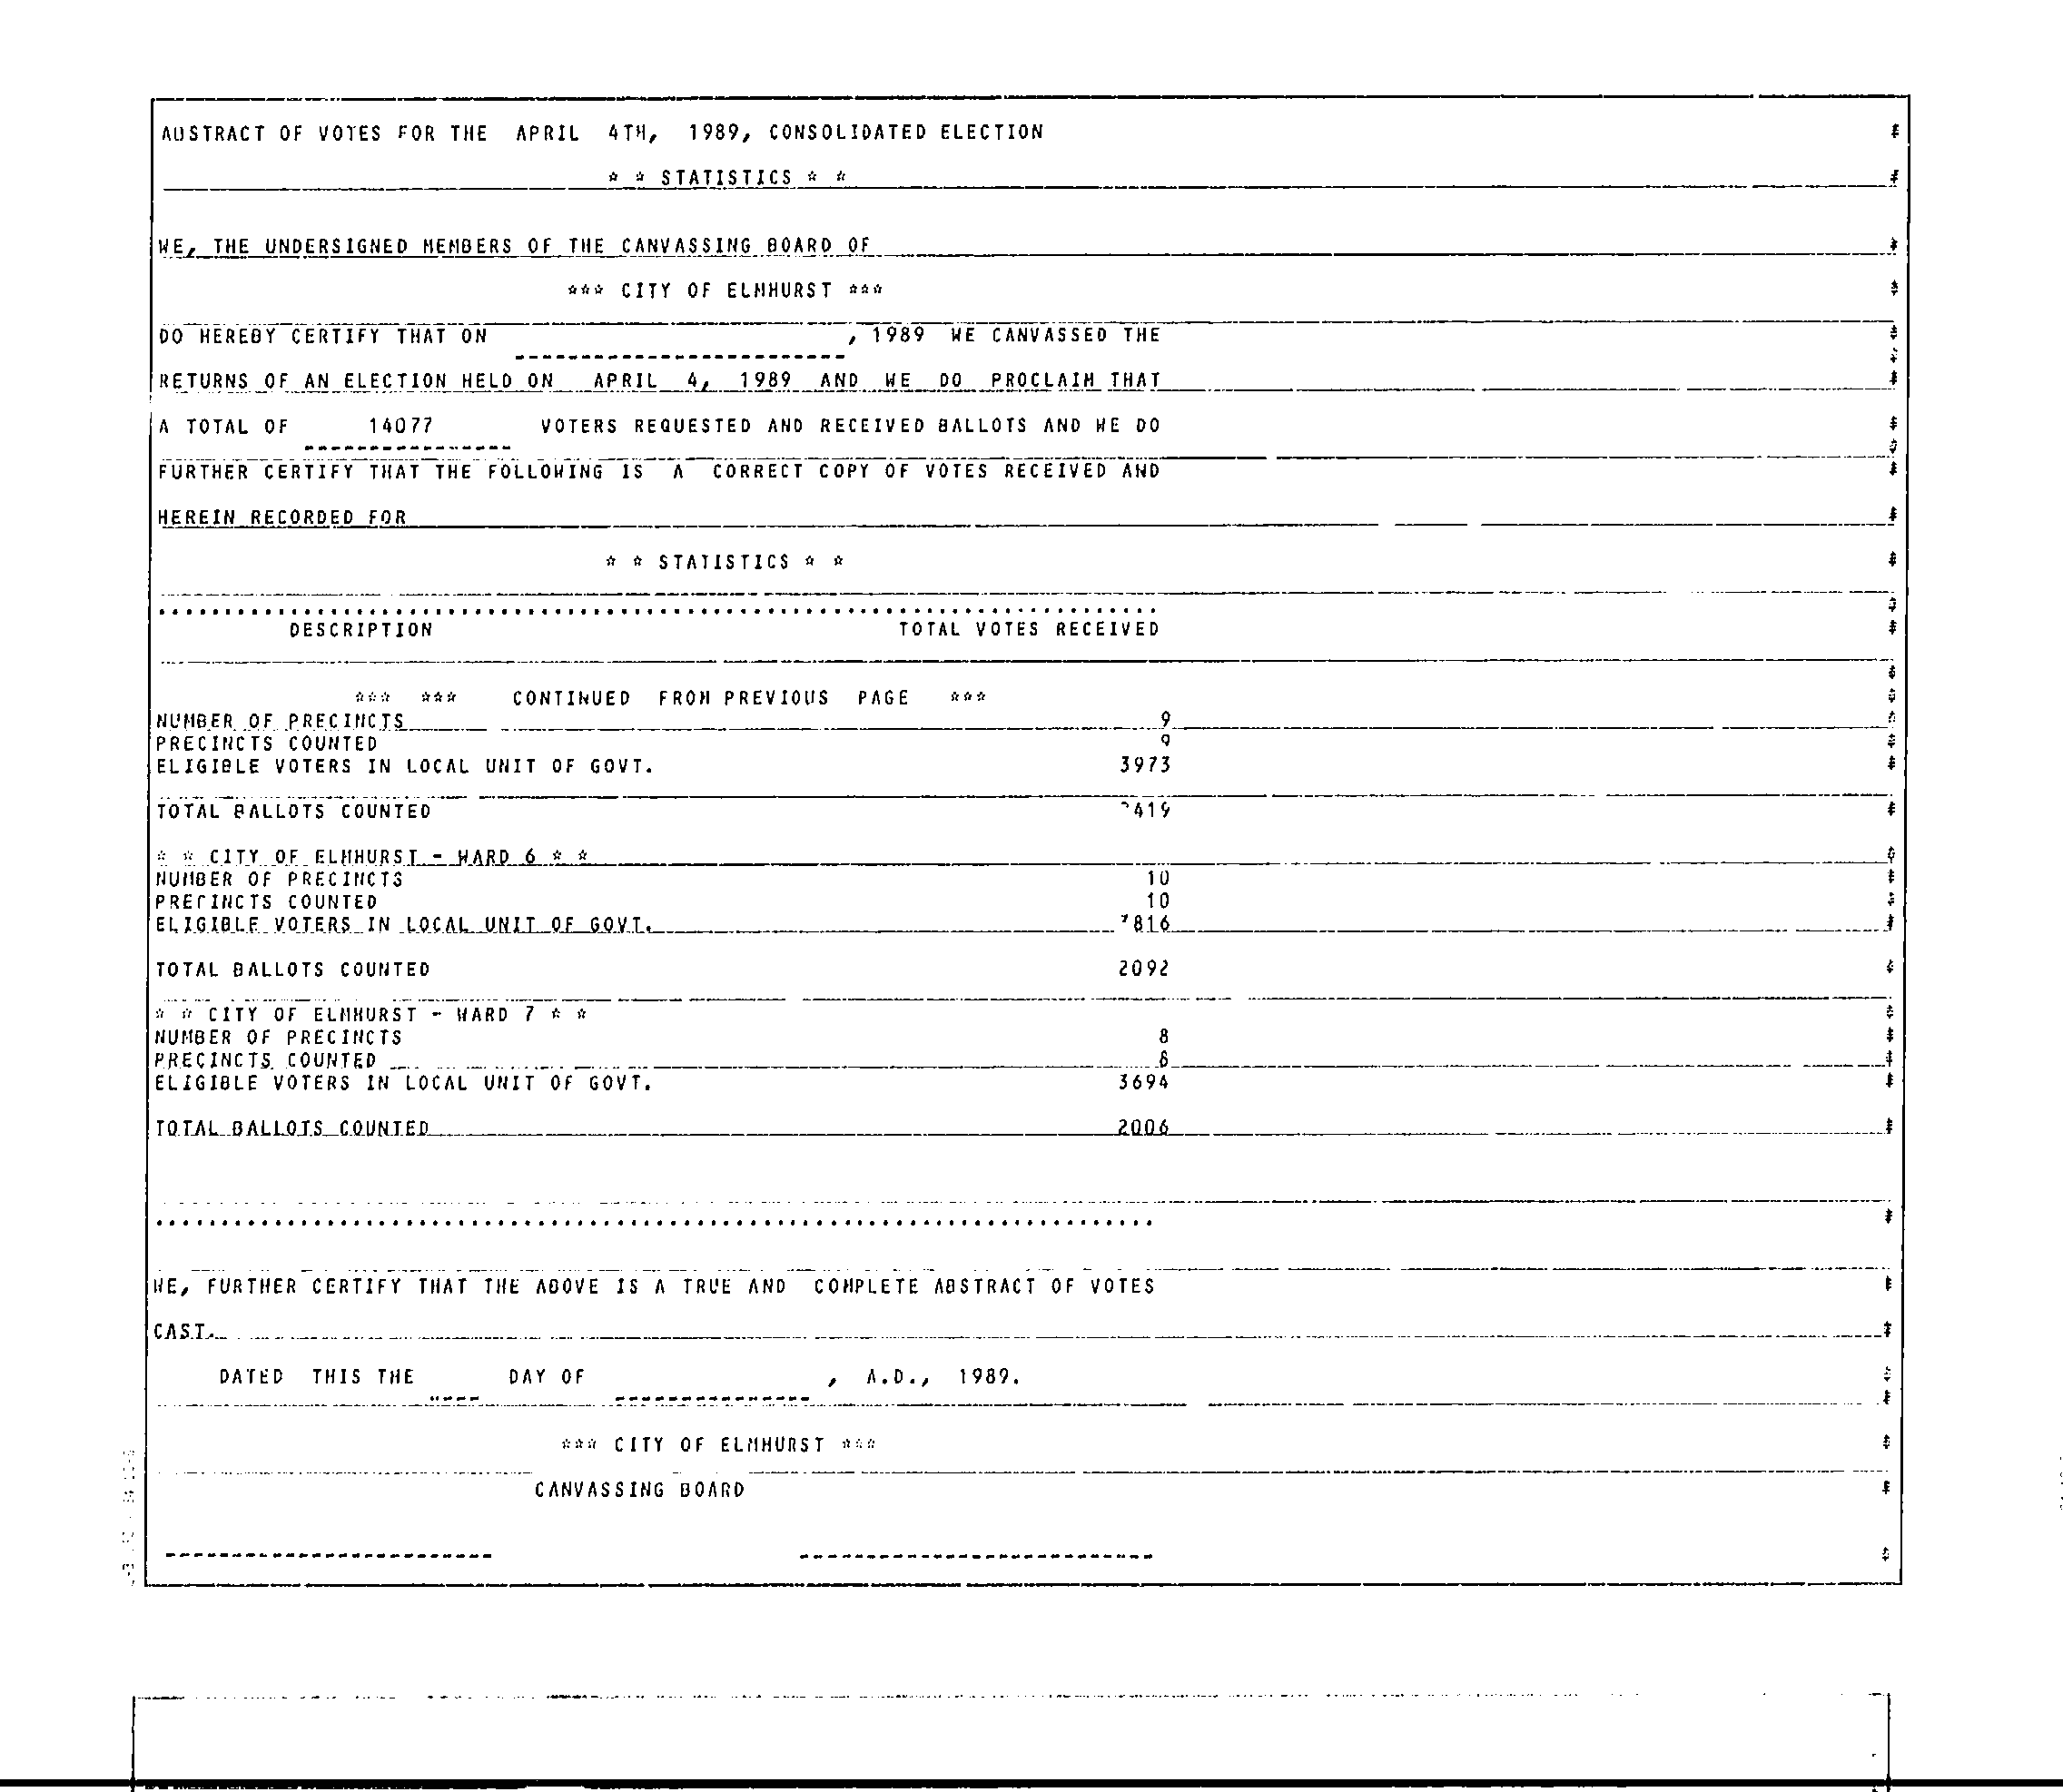 ABSTRACT OF VOTES FOR THE APRIL 4TH, 1989, CONSOLIDATED ELECTION
* * STATISTICS * *
WE, THE UNDERSIGNED MEMBERS OF THE CANVASSING BOARD OF
*** CITY OF ELMHURST ***
DO HEREBY CERTIFY THAT ON , 1989 WE CANVASSED THE
RETURNS OF AN ELECTION HELD ON APRIL 4, 1989 AND WE DO PROCLAIM THAT
A TOTAL OF 14077 VOTERS REQUESTED AND RECEIVED BALLOTS AND WE DO
FURTHER CERTIFY THAT THE FOLLOWING IS A CORRECT COPY OF VOTES RECEIVED AND
HEREIN RECORDED FOR
* * STATISTICS * *
DESCRIPTION TOTAL VOTES RECEIVED
*** *** CONTINUED FROM PREVIOUS PAGE ***
NUMBER OF PRECINCTS 9
PRECINCTS COUNTED 9
ELIGIBLE VOTERS IN LOCAL UNIT OF GOVT. 3973
TOTAL BALLOTS COUNTED
* * CITY OF ELMHURST - WARD 6 * *
NUMBER OF PRECINCTS 10
PRECINCTS COUNTED 10
ELIGIBLE VOTERS IN LOCAL UNIT OF GOVT.
TOTAL BALLOTS COUNTED 2092
* * CITY OF ELMHURST - WARD 7 * *
NUMBER OF PRECINCTS 8
PRECINCTS COUNTED 8
ELIGIBLE VOTERS IN LOCAL UNIT OF GOVT. 3694
TOTAL BALLOTS COUNTED 2006
WE, FURTHER CERTIFY THAT THE ABOVE IS A TRUE AND COMPLETE ABSTRACT OF VOTES
CAST.
DATED THIS THE DAY OF , A.D., 1989.
*** CITY OF ELMHURST ***
CANVASSING BOARD